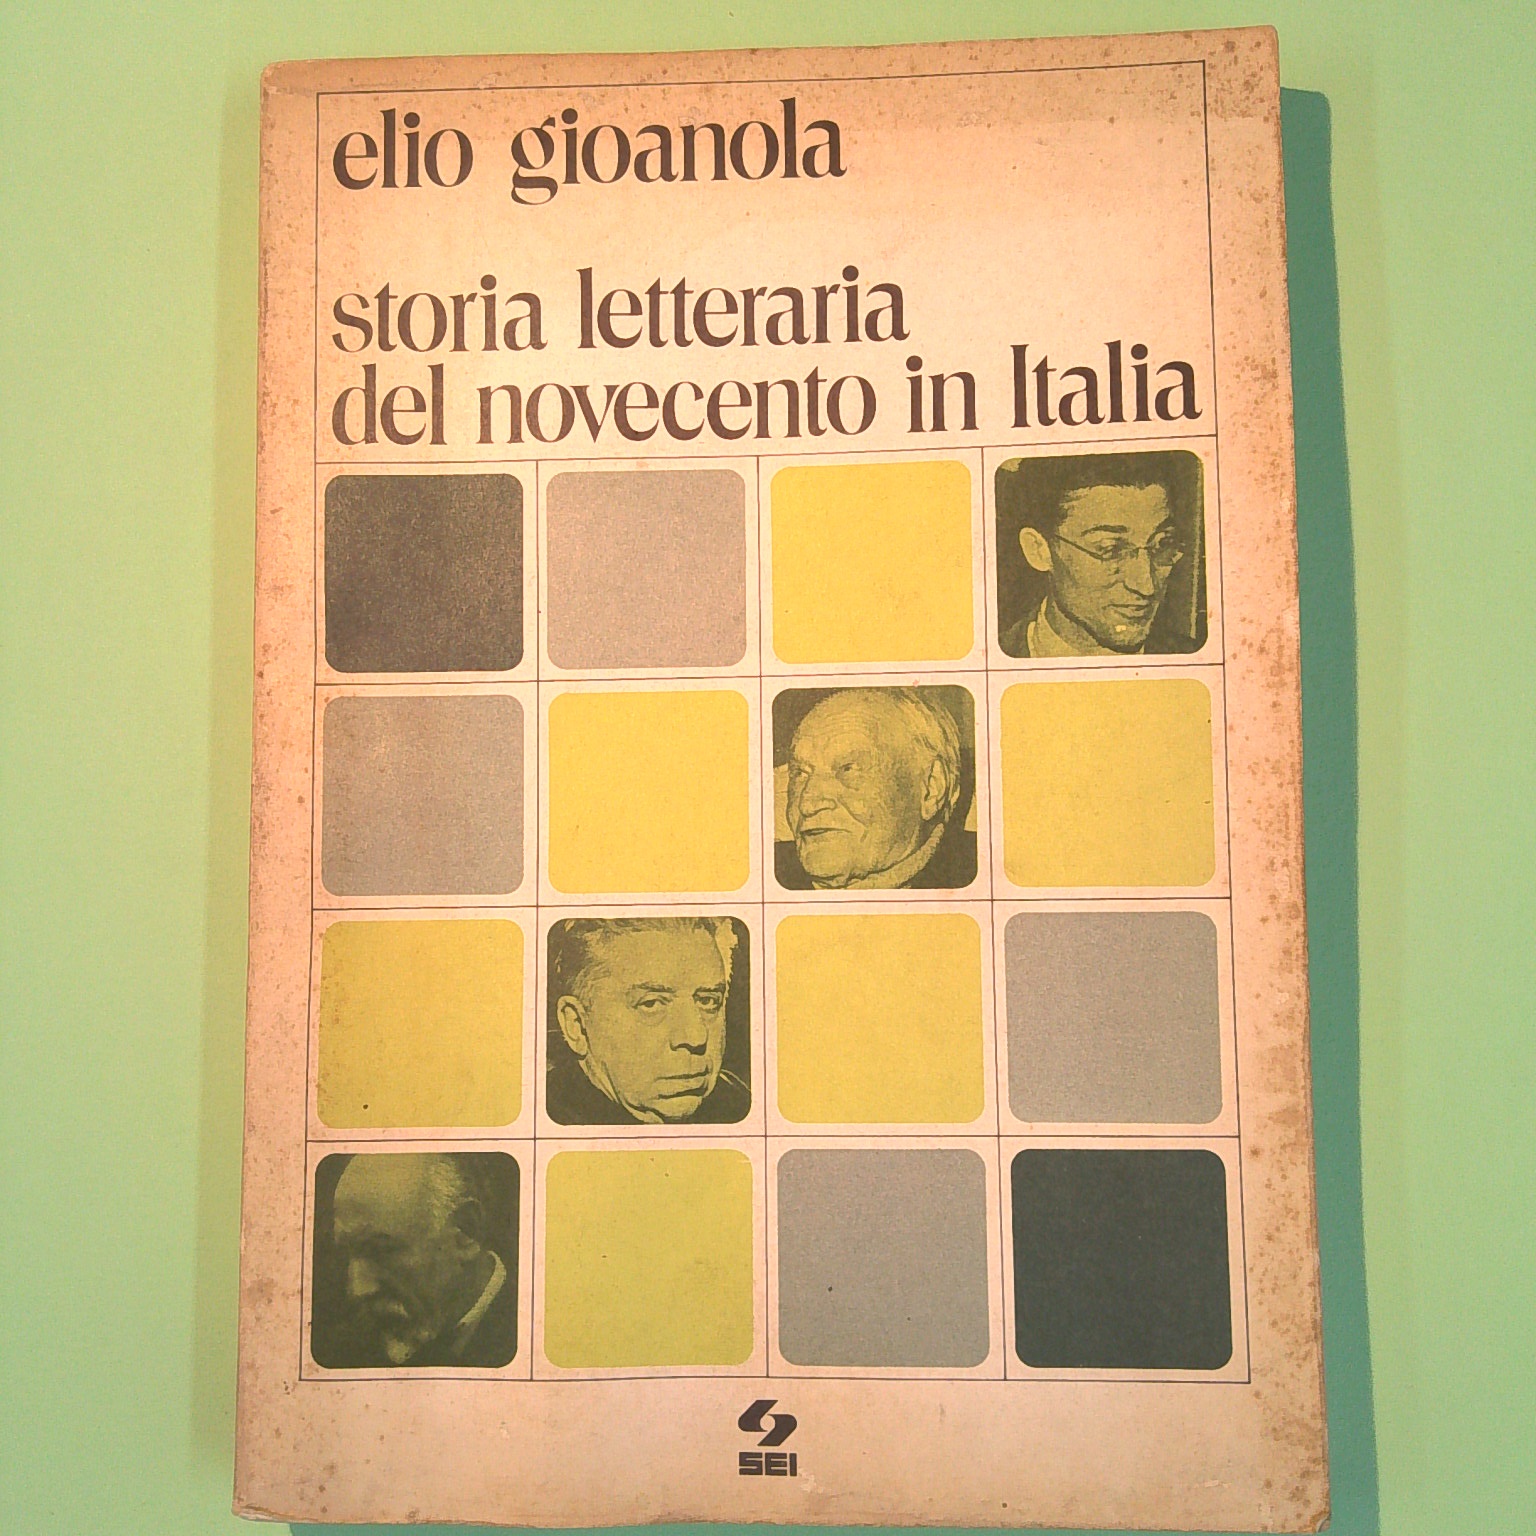 elio gioanola
storia letteraria
del novecento in Italia
SEI